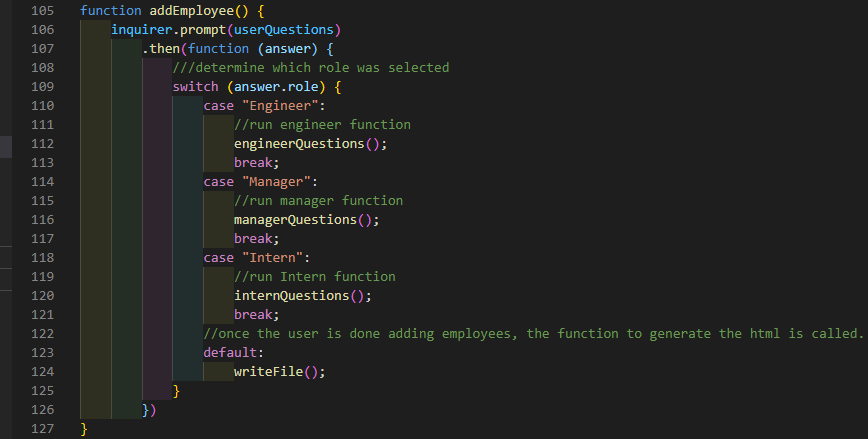 105 function addEmployee() {
106     inquirer.prompt(userQuestions)
107         .then(function (answer) {
108             ///determine which role was selected
109             switch (answer.role) {
110                 case "Engineer":
111                     //run engineer function
112                     engineerQuestions();
113                     break;
114                 case "Manager":
115                     //run manager function
116                     managerQuestions();
117                     break;
118                 case "Intern":
119                     //run Intern function
120                     internQuestions();
121                     break;
122                 //once the user is done adding employees, the function to generate the html is called.
123                 default:
124                     writeFile();
125             }
126         })
127 }